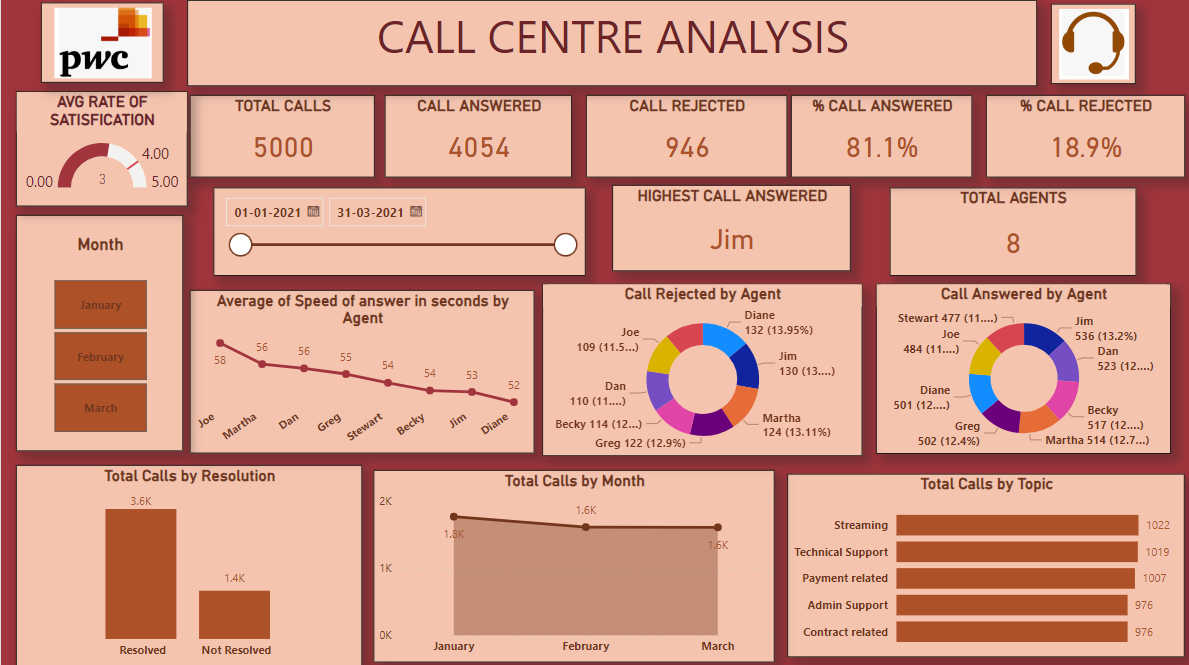 pwc
CALL CENTRE ANALYSIS
AVG RATE OF
SATISFICATION
4.00
0.00
3
5.00
TOTAL CALLS
5000
CALL ANSWERED
4054
CALL REJECTED
946
% CALL ANSWERED
81.1%
% CALL REJECTED
18.9%
01-01-2021
31-03-2021
HIGHEST CALL ANSWERED
Jim
TOTAL AGENTS
8
Month
January
February
March
Average of Speed of answer in seconds by
Agent
58
56
56
55
54
54
53
52
Joe
Martha
Dan
Greg
Stewart
Becky
Jim
Diane
Call Rejected by Agent
Diane
132 (13.95%)
Jim
130 (13....)
Martha
124 (13.11%)
Greg 122 (12.9%)
Becky 114 (12...)
Dan
110 (11....)
Joe
109 (11.5...)
Call Answered by Agent
Stewart 477 (11....)
Jim
536 (13.2%)
Dan
523 (12....)
Becky
517 (12....)
Martha 514 (12.7...)
Greg
502 (12.4%)
Diane
501 (12....)
Joe
484 (11....)
Total Calls by Resolution
3.6K
1.4K
Resolved
Not Resolved
Total Calls by Month
2K
1K
0K
1.8K
1.6K
1.6K
January
February
March
Total Calls by Topic
Streaming 1022
Technical Support 1019
Payment related 1007
Admin Support 976
Contract related 976